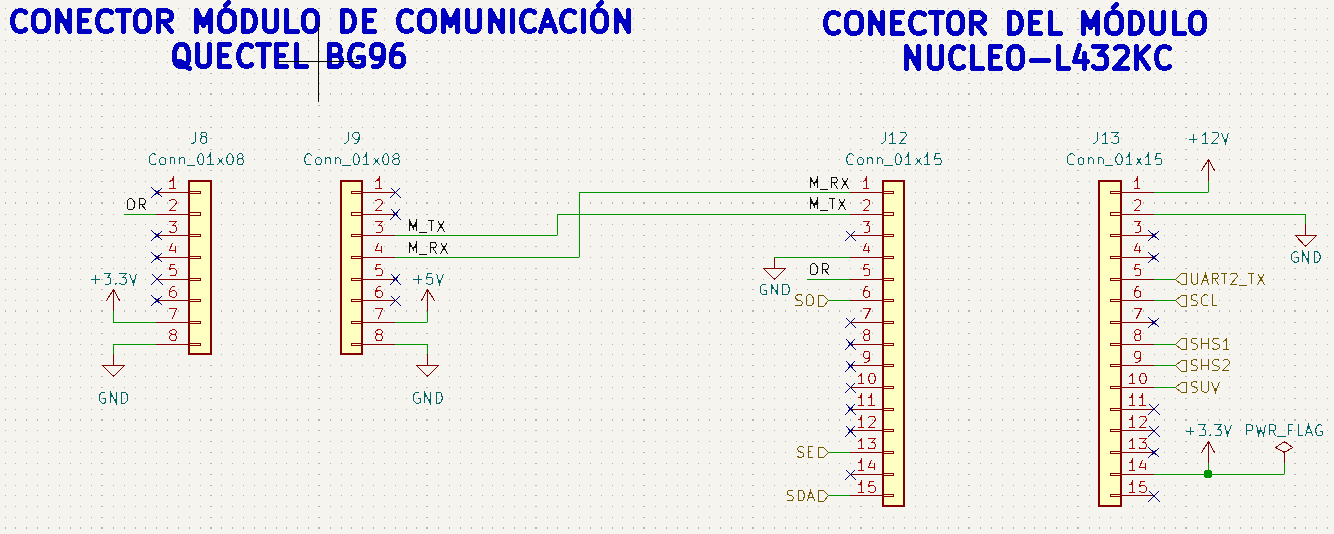 CONECTOR MÓDULO DE COMUNICACIÓN
QUECTEL BG96
CONECTOR DEL MÓDULO
NUCLEO-L432KC
J8
Conn_01x08
1
2
3
4
5
6
7
8
OR
+3.3V
GND
J9
Conn_01x08
1
2
3
4
5
6
7
8
M_TX
M_RX
+5V
GND
J12
Conn_01x15
M_RX
M_TX
1
2
3
4
5
6
7
8
9
10
11
12
13
14
15
GND
OR
SO
SE
SDA
J13
Conn_01x15
1
2
3
4
5
6
7
8
9
10
11
12
13
14
15
+12V
GND
UART2_TX
SCL
SHS1
SHS2
SUV
+3.3V
PWR_FLAG